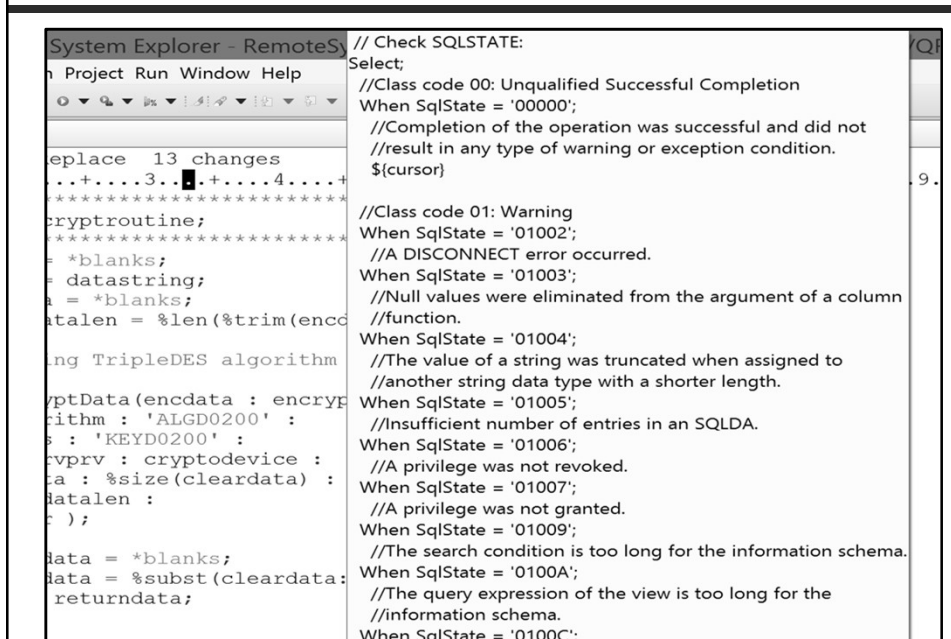 System Explorer - RemoteSy
Project Run Window Help
eplace 13 changes
...+....3....+....4....+
9.
************************
cryptroutine;
************************
= *blanks;
= datastring;
a = *blanks;
atalen = %len(%trim(encd
ing TripleDES algorithm
yptData(encdata : encryp
rithm : 'ALGD0200' :
s : 'KEYD0200' :
rvprv : cryptodevice :
ta : %size(cleardata) :
datalen :
r );
data = *blanks;
data = %subst(cleardata:
returndata;
// Check SQLSTATE:
Select;
//Class code 00: Unqualified Successful Completion
When SqlState = '00000';
//Completion of the operation was successful and did not
//result in any type of warning or exception condition.
${cursor}
//Class code 01: Warning
When SqlState = '01002';
//A DISCONNECT error occurred.
When SqlState = '01003';
//Null values were eliminated from the argument of a column
//function.
When SqlState = '01004';
//The value of a string was truncated when assigned to
//another string data type with a shorter length.
When SqlState = '01005';
//Insufficient number of entries in an SQLDA.
When SqlState = '01006';
//A privilege was not revoked.
When SqlState = '01007';
//A privilege was not granted.
When SqlState = '01009';
//The search condition is too long for the information schema.
When SqlState = '0100A';
//The query expression of the view is too long for the
//information schema.
When SqlState = '0100C';